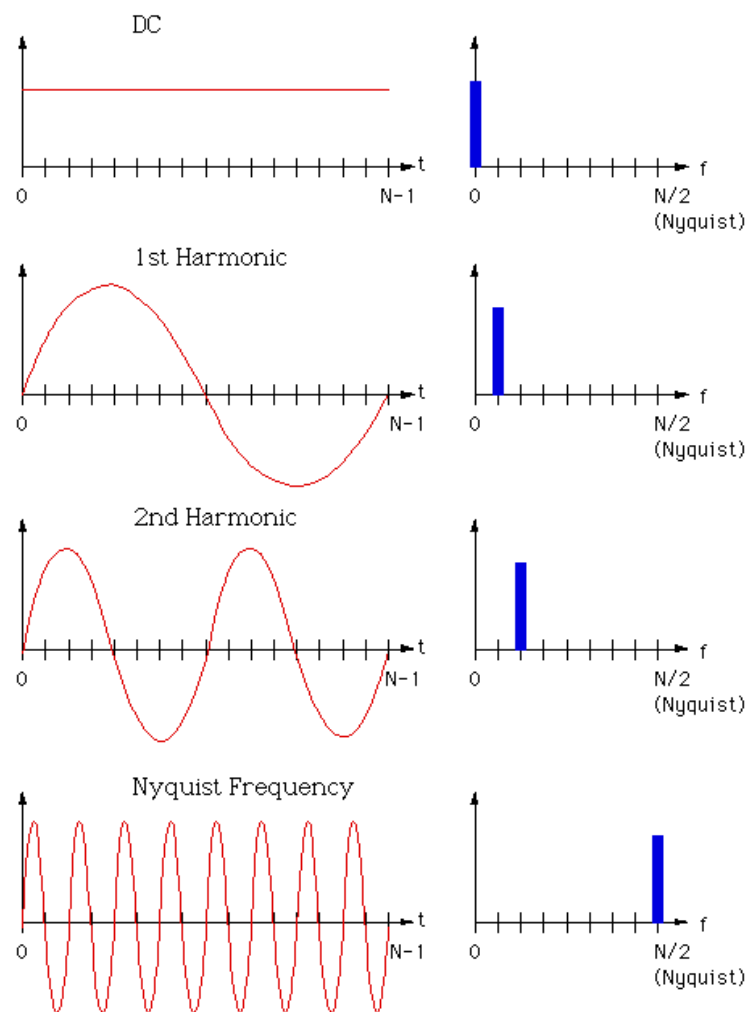 DC
t
0
N-1
f
0
N/2
(Nyquist)
1st Harmonic
t
0
N-1
f
0
N/2
(Nyquist)
2nd Harmonic
t
0
N-1
f
0
N/2
(Nyquist)
Nyquist Frequency
t
0
N-1
f
0
N/2
(Nyquist)